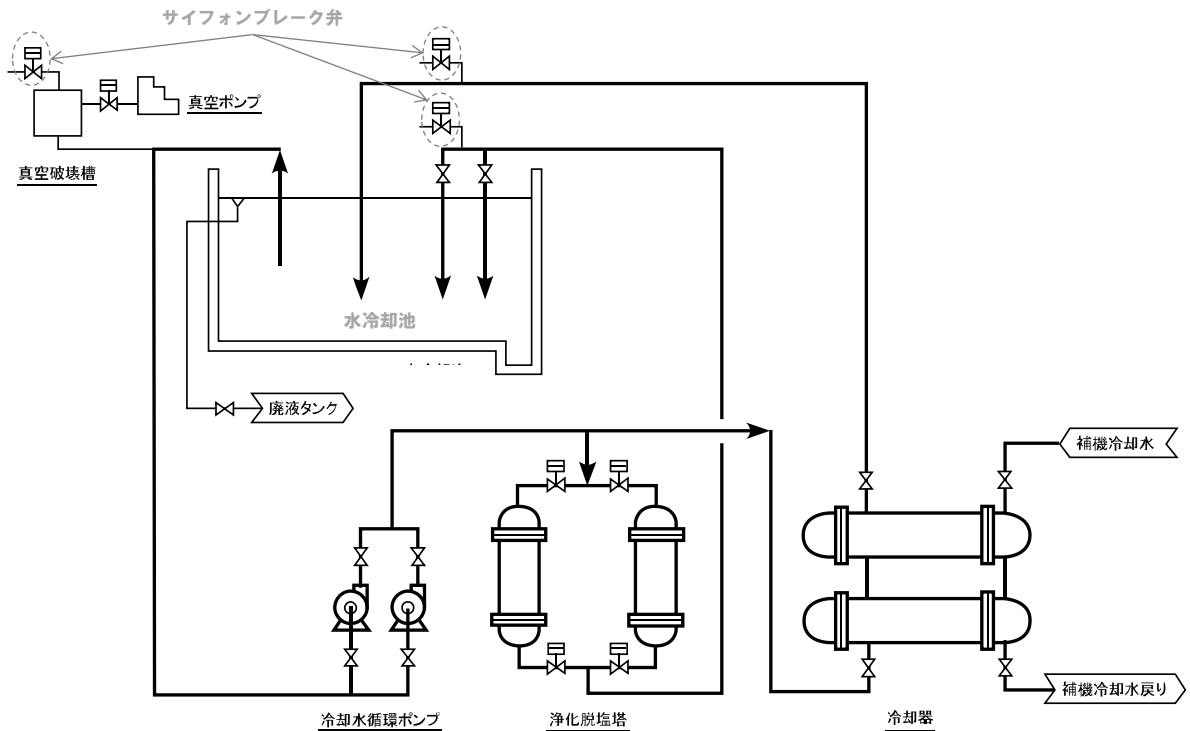 サイフォンブレーク弁
真空ポンプ
真空破壊槽
水冷却池
廃液タンク
補機冷却水
補機冷却水戻り
冷却水循環ポンプ
浄化脱塩塔
冷却器